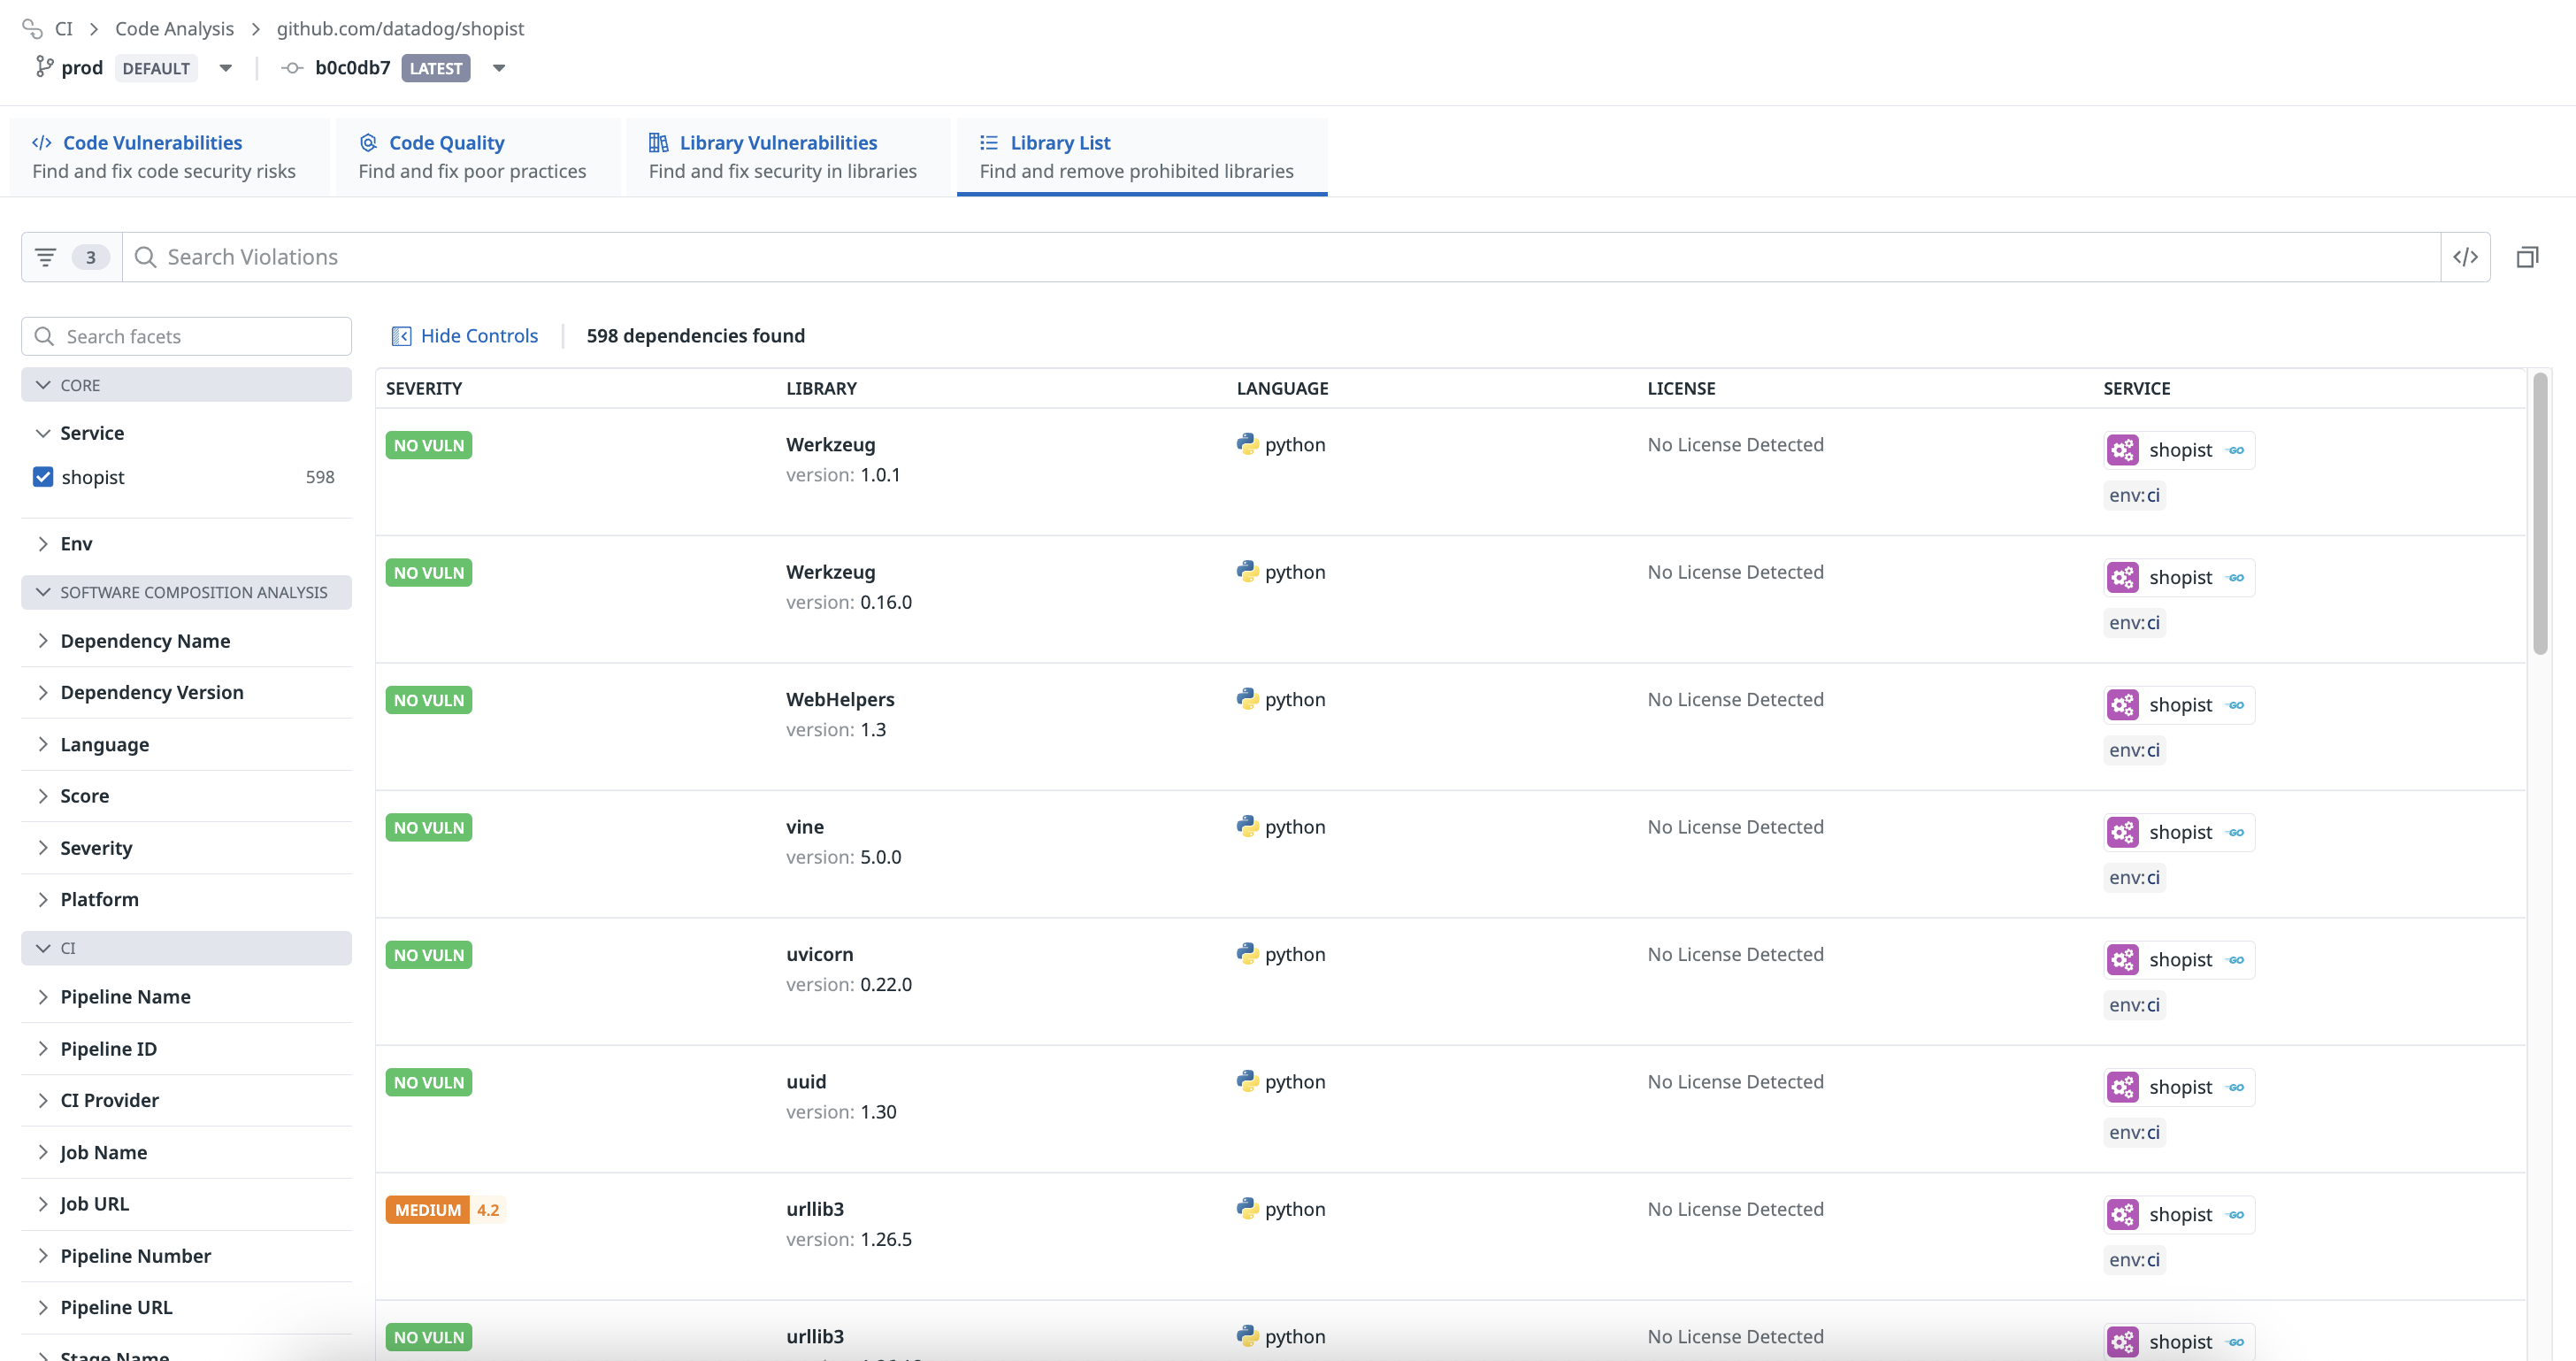 CI > Code Analysis > github.com/datadog/shopist
prod DEFAULT b0c0db7 LATEST
Code Vulnerabilities
Find and fix code security risks
Code Quality
Find and fix poor practices
Library Vulnerabilities
Find and fix security in libraries
Library List
Find and remove prohibited libraries
3 Search Violations
Search facets
CORE
Service
shopist 598
Env
SOFTWARE COMPOSITION ANALYSIS
Dependency Name
Dependency Version
Language
Score
Severity
Platform
CI
Pipeline Name
Pipeline ID
CI Provider
Job Name
Job URL
Pipeline Number
Pipeline URL
Stage Name
Hide Controls 598 dependencies found
SEVERITY LIBRARY LANGUAGE LICENSE SERVICE
NO VULN Werkzeug python No License Detected shopist GO
version: 1.0.1 env:ci
NO VULN Werkzeug python No License Detected shopist GO
version: 0.16.0 env:ci
NO VULN WebHelpers python No License Detected shopist GO
version: 1.3 env:ci
NO VULN vine python No License Detected shopist GO
version: 5.0.0 env:ci
NO VULN uvicorn python No License Detected shopist GO
version: 0.22.0 env:ci
NO VULN uuid python No License Detected shopist GO
version: 1.30 env:ci
MEDIUM 4.2 urllib3 python No License Detected shopist GO
version: 1.26.5 env:ci
NO VULN urllib3 python No License Detected shopist GO